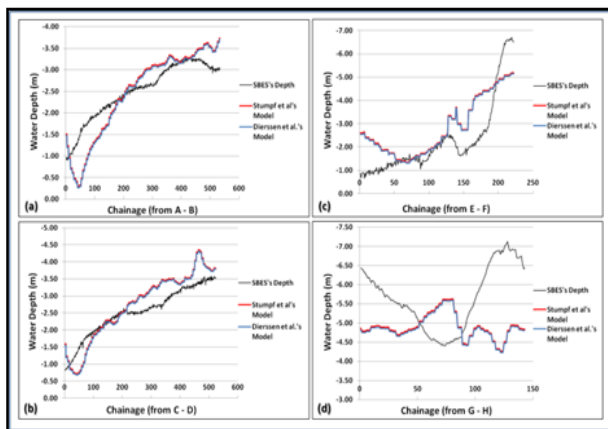 -4.00
-3.50
-3.00
-2.50
-2.00
-1.50
-1.00
-0.50
0.00
Water Depth (m)
0 100 200 300 400 500 600
(a)
Chainage (from A - B)
SBES's Depth
Stumpf et al's
Model
Dierssen et al.'s
Model
-7.00
-6.00
-5.00
-4.00
-3.00
-2.00
-1.00
0.00
Water Depth (m)
0 50 100 150 200 250
(c)
Chainage (from E - F)
SBES's Depth
Stumpf et al's
Model
Dierssen et al.'s
Model
-5.00
-4.50
-4.00
-3.50
-3.00
-2.50
-2.00
-1.50
-1.00
-0.50
0.00
Water Depth (m)
0 100 200 300 400 500 600
(b)
Chainage (from C - D)
SBES's Depth
Stumpf et al's
Model
Dierssen et al.'s
Model
-7.50
-7.00
-6.50
-6.00
-5.50
-5.00
-4.50
-4.00
-3.50
-3.00
Water Depth (m)
0 50 100 150
(d)
Chainage (from G - H)
SBES's Depth
Stumpf et al's
Model
Dierssen et al.'s
Model